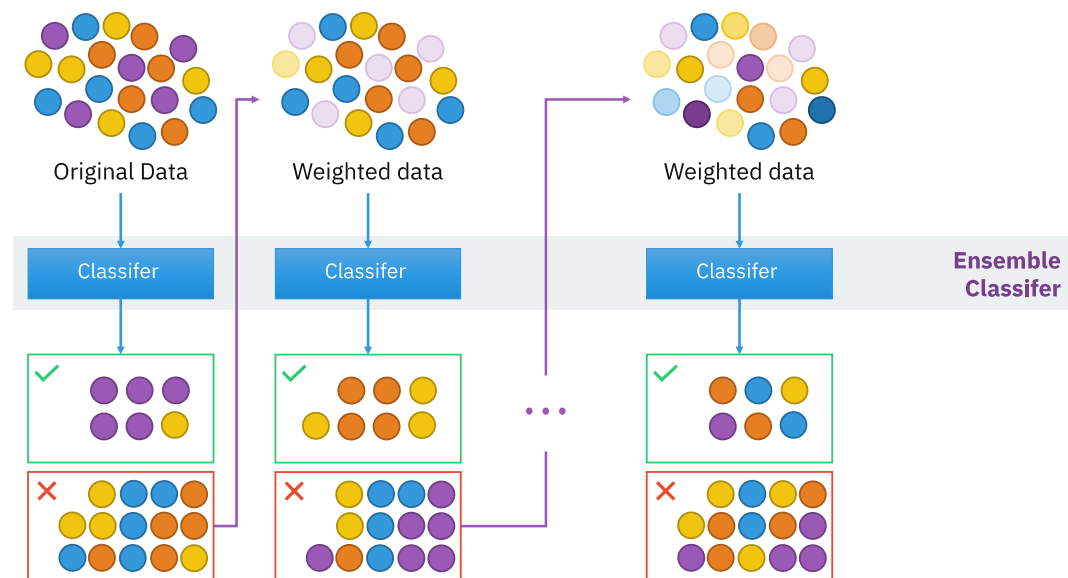 Original Data
Weighted data
Weighted data
Classifer
Classifer
Classifer
Ensemble
Classifer